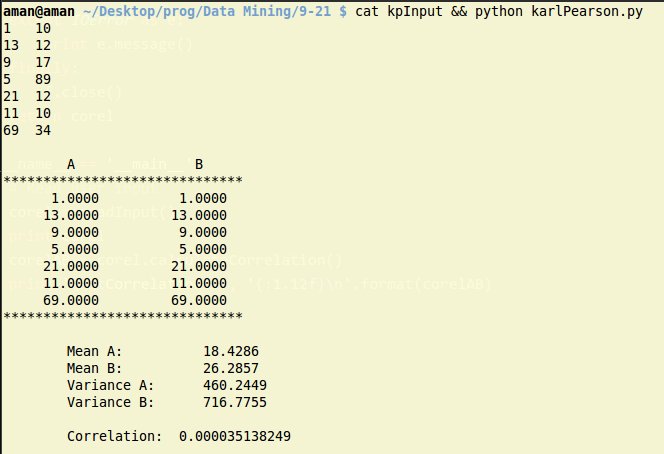 aman@aman ~/Desktop/prog/Data Mining/9-21 $ cat kpInput && python karlPearson.py
1 10
13 12
9 17
5 89
21 12
11 10
69 34
A B
******************************
1.0000 1.0000
13.0000 13.0000
9.0000 9.0000
5.0000 5.0000
21.0000 21.0000
11.0000 11.0000
69.0000 69.0000
******************************
Mean A: 18.4286
Mean B: 26.2857
Variance A: 460.2449
Variance B: 716.7755
Correlation: 0.000035138249